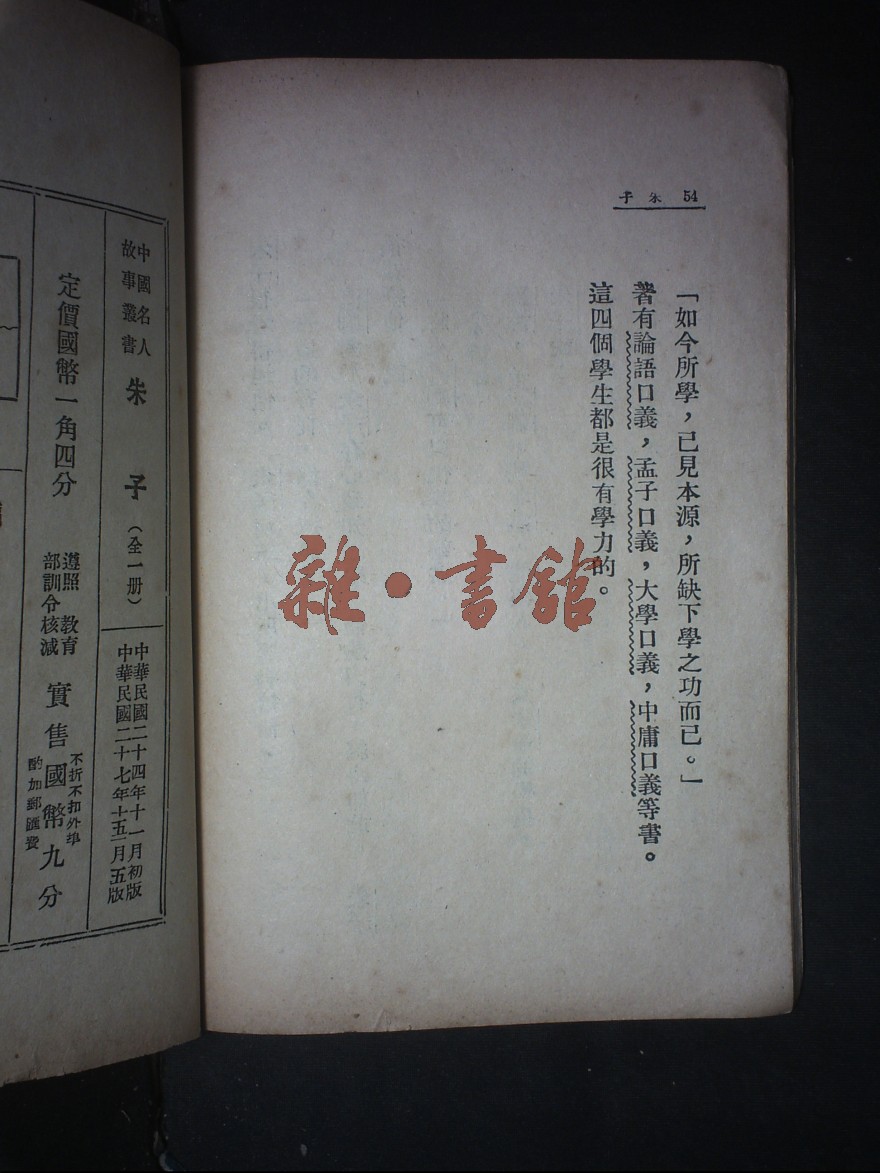 子 朱 54
「如今所學，已見本源，所缺下學之功而已。」
著有論語口義，孟子口義，大學口義，中庸口義等書。
這四個學生都是很有學力的。
雜·書館
中國名人
故事叢書
朱子
（全一册）
中華民國二十四年十一月初版
中華民國二十七年十五月五版
定價國幣一角四分
遵照教育
部訓令核減
實售國幣九分
不折不扣外埠
酌加郵匯費